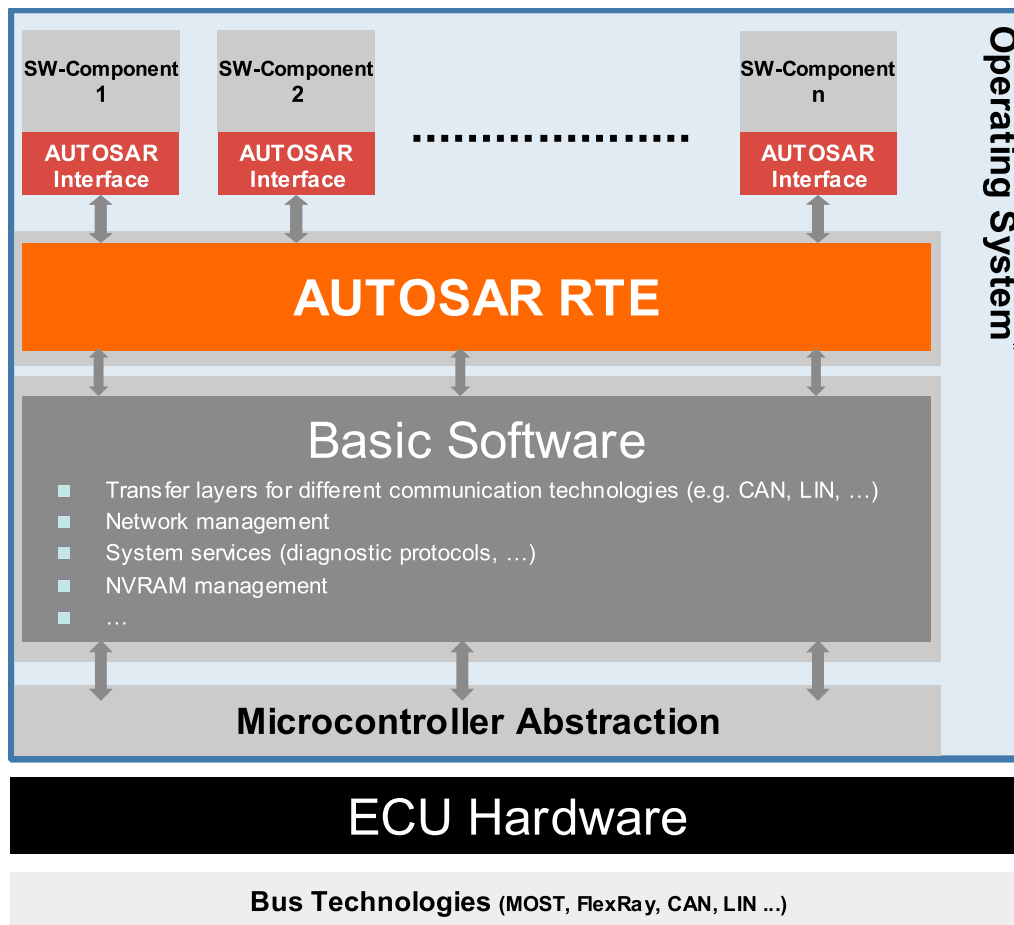 SW-Component
1
SW-Component
2
SW-Component
n
AUTOSAR
Interface
AUTOSAR
Interface
AUTOSAR
Interface
Operating System
AUTOSAR RTE
Basic Software
Transfer layers for different communication technologies (e.g. CAN, LIN, …)
Network management
System services (diagnostic protocols, …)
NVRAM management
…
Microcontroller Abstraction
ECU Hardware
Bus Technologies (MOST, FlexRay, CAN, LIN ...)